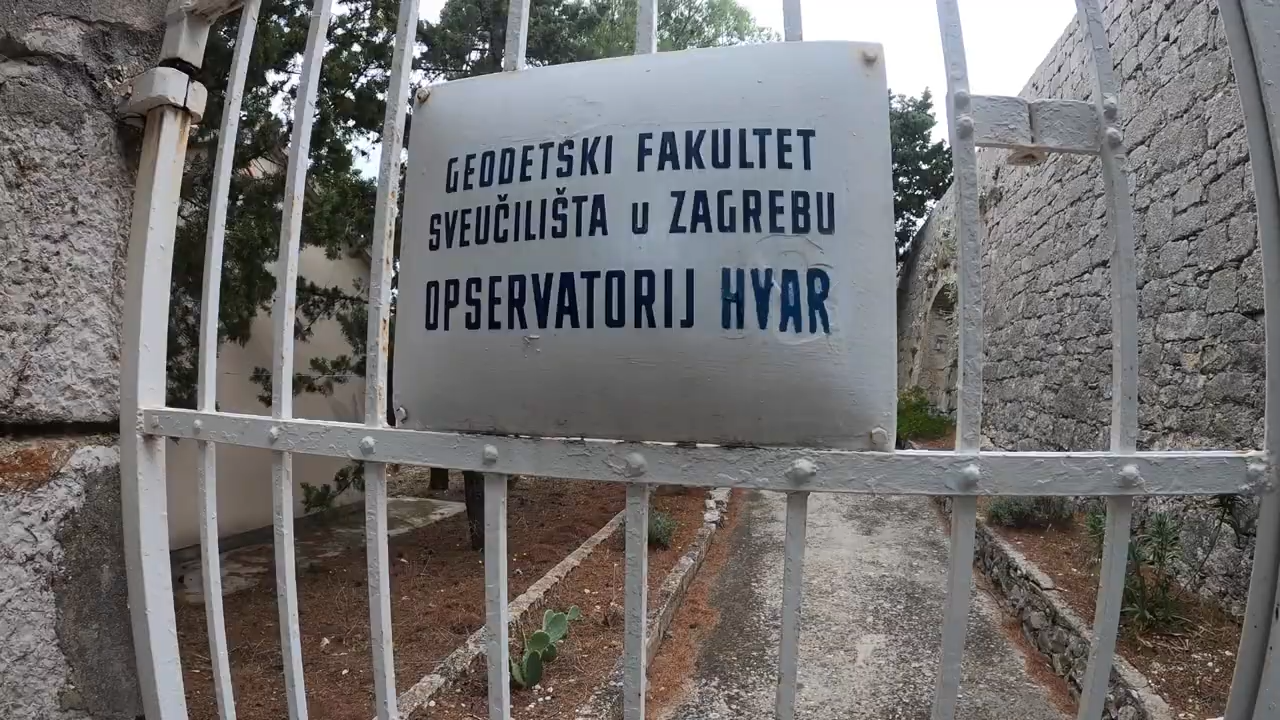 GEODETSKI FAKULTET
SVEUČILIŠTA u ZAGREBU
OPSERVATORIJ HVAR